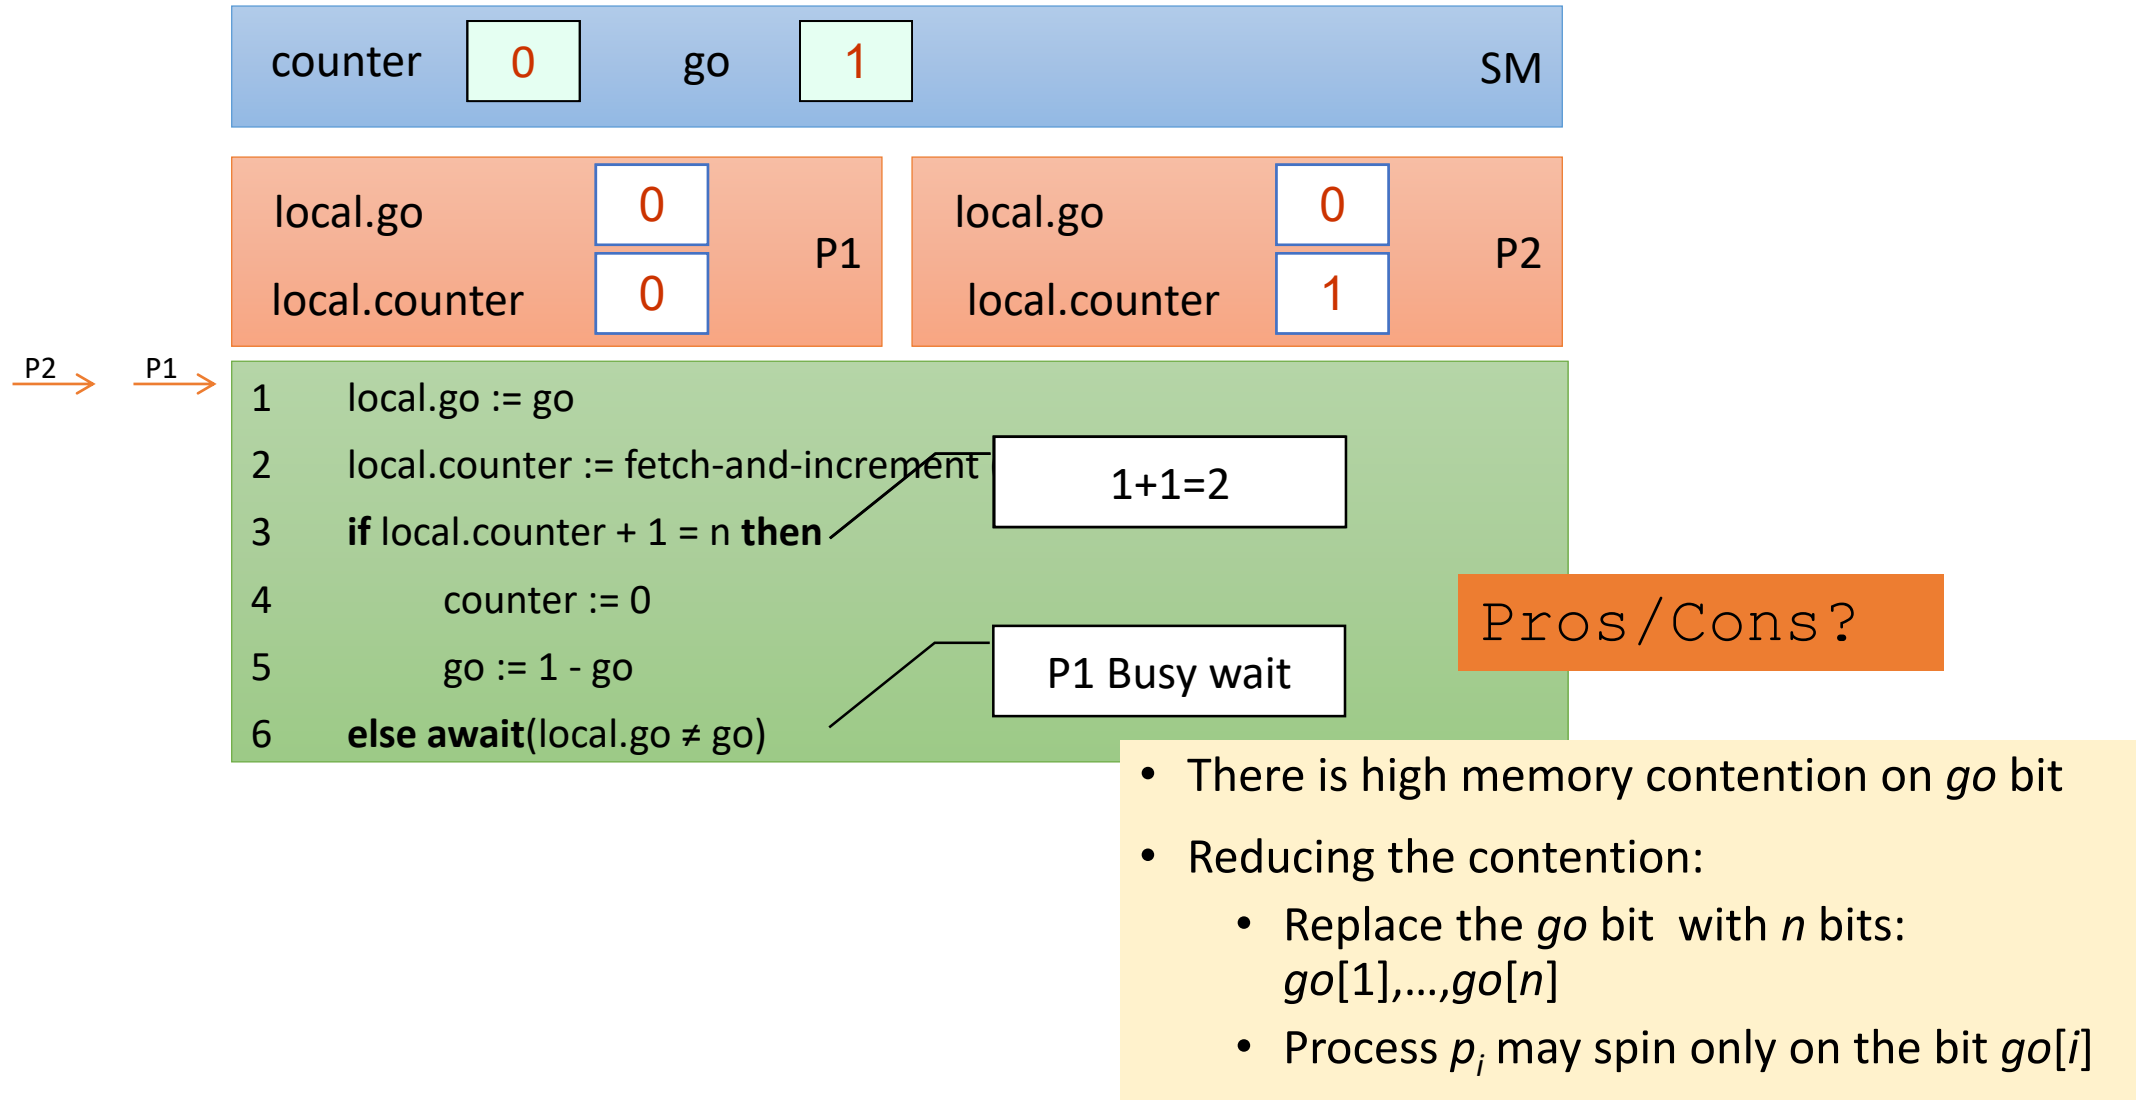 counter 0 go 1 SM
local.go 0
local.counter 0
P1
local.go 0
local.counter 1
P2
P2 P1
1 local.go := go
2 local.counter := fetch-and-increment
3 if local.counter + 1 = n then
4 counter := 0
5 go := 1 - go
6 else await(local.go ≠ go)
1+1=2
P1 Busy wait
Pros/Cons?
• There is high memory contention on go bit
• Reducing the contention:
• Replace the go bit with n bits:
go[1],…,go[n]
• Process pi may spin only on the bit go[i]